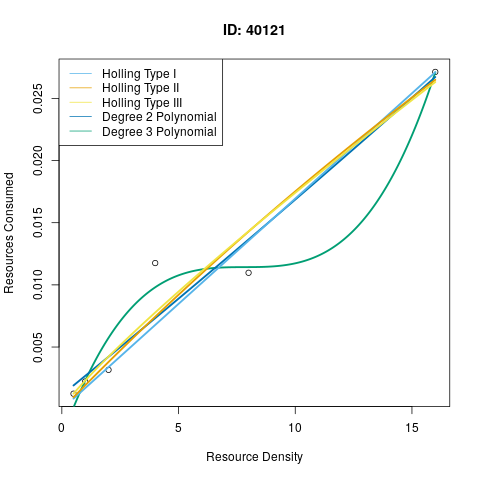 ID: 40121
Holling Type I
Holling Type II
Holling Type III
Degree 2 Polynomial
Degree 3 Polynomial
Resources Consumed
0.025
0.020
0.015
0.010
0.005
0 5 10 15
Resource Density